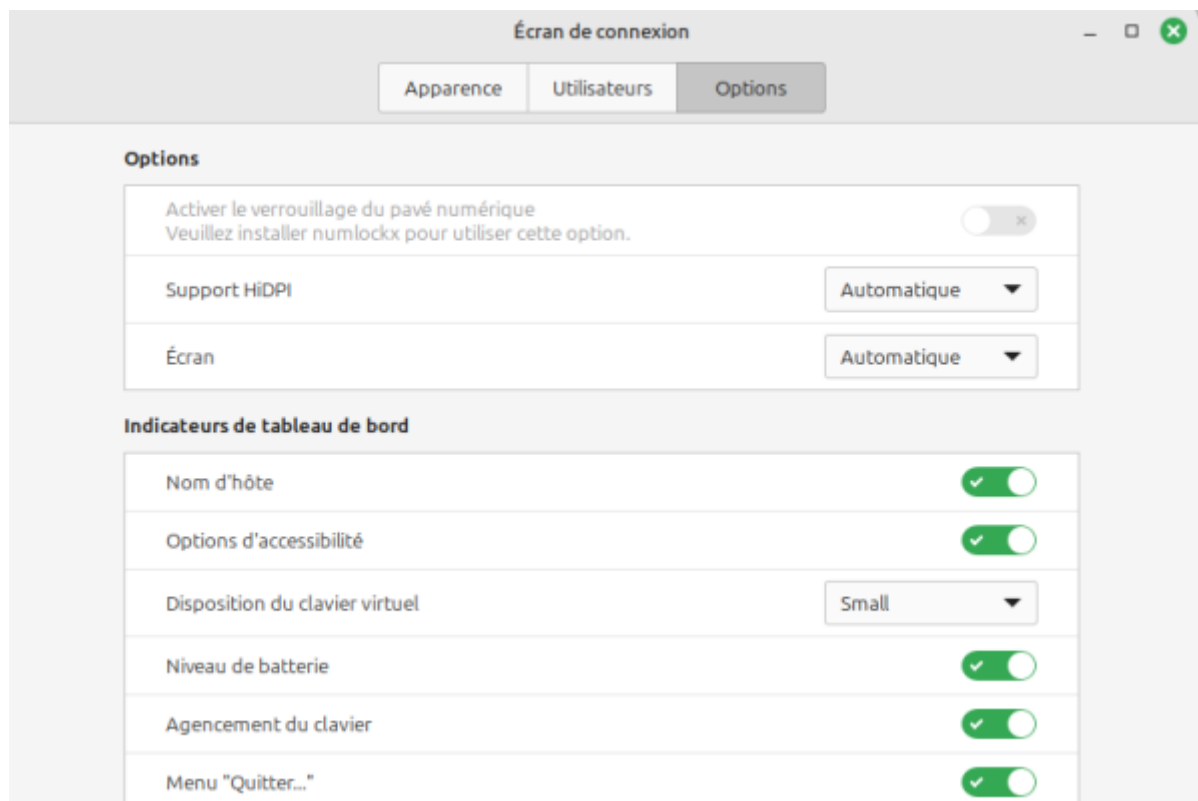 Écran de connexion
Apparence
Utilisateurs
Options
Options
Activer le verrouillage du pavé numérique
Veuillez installer numlockx pour utiliser cette option.
Support HiDPI
Automatique
Écran
Automatique
Indicateurs de tableau de bord
Nom d'hôte
Options d'accessibilité
Disposition du clavier virtuel
Small
Niveau de batterie
Agencement du clavier
Menu "Quitter..."